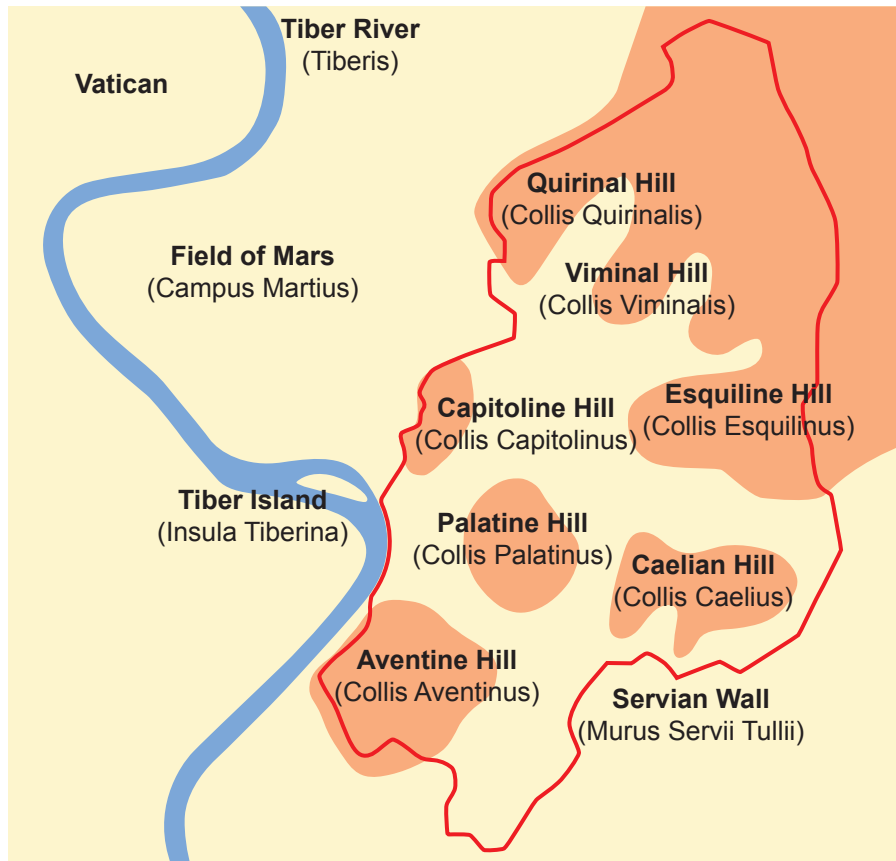 Tiber River
(Tiberis)
Vatican
Quirinal Hill
(Collis Quirinalis)
Field of Mars
(Campus Martius)
Viminal Hill
(Collis Viminalis)
Capitoline Hill
(Collis Capitolinus)
Esquiline Hill
(Collis Esquilinus)
Tiber Island
(Insula Tiberina)
Palatine Hill
(Collis Palatinus)
Caelian Hill
(Collis Caelius)
Aventine Hill
(Collis Aventinus)
Servian Wall
(Murus Servii Tullii)